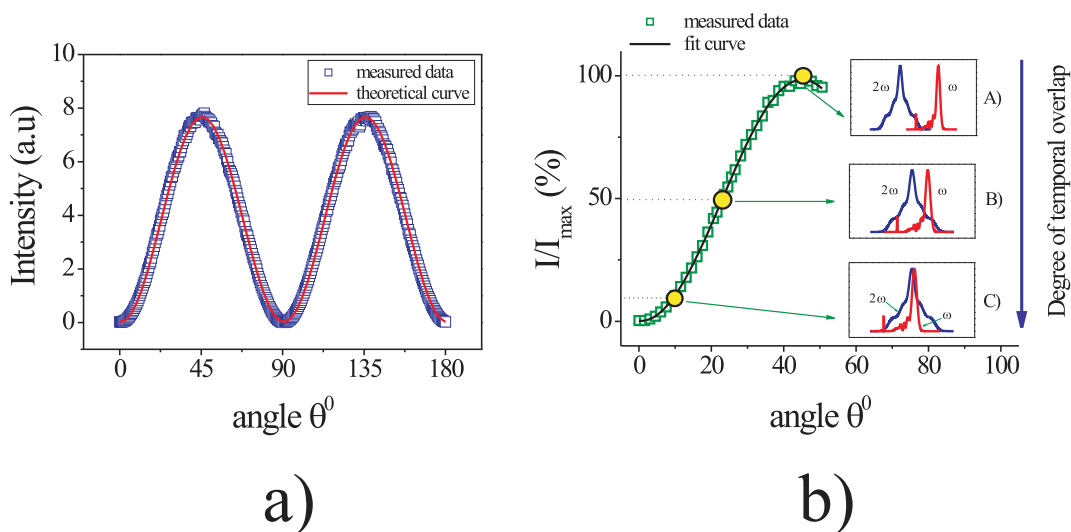 10
8
6
4
2
0
Intensity (a.u)
measured data
theoretical curve
0
45
90
135
180
angle θ⁰
a)
measured data
fit curve
100
50
0
I/I_max (%)
0
20
40
60
80
100
angle θ⁰
2ω
ω
A)
2ω
ω
B)
2ω
ω
C)
Degree of temporal overlap
b)